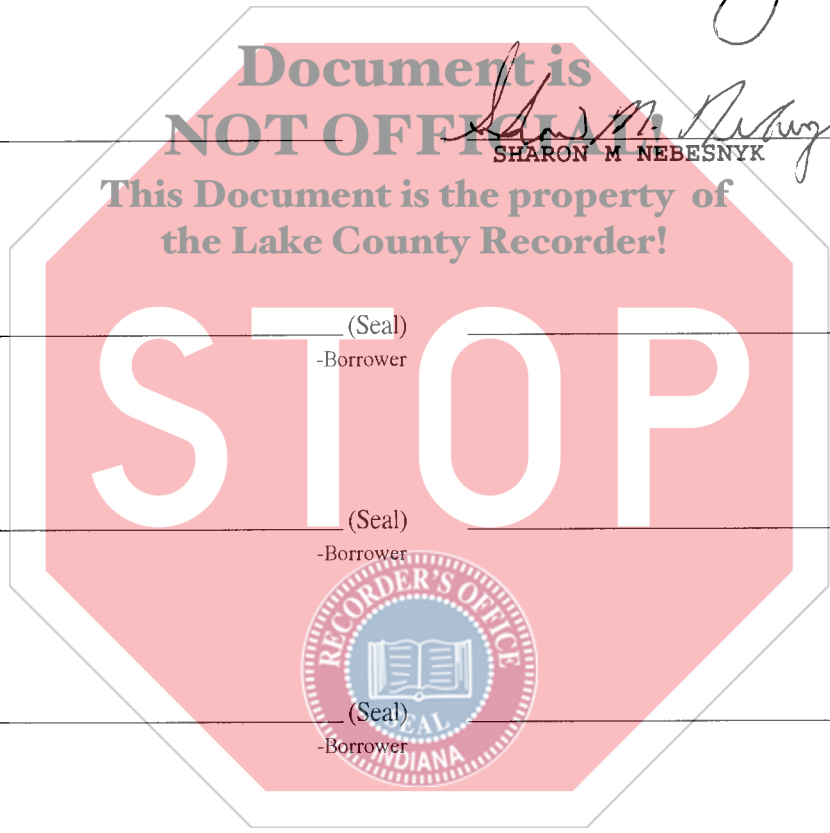 Document is
NOT OFFICIAL!
SHARON M NEBESNYK
This Document is the property of
the Lake County Recorder!
(Seal)
-Borrower
STOP
(Seal)
-Borrower
RECORDER'S OFFICE
(Seal)
SEAL
-Borrower
INDIANA